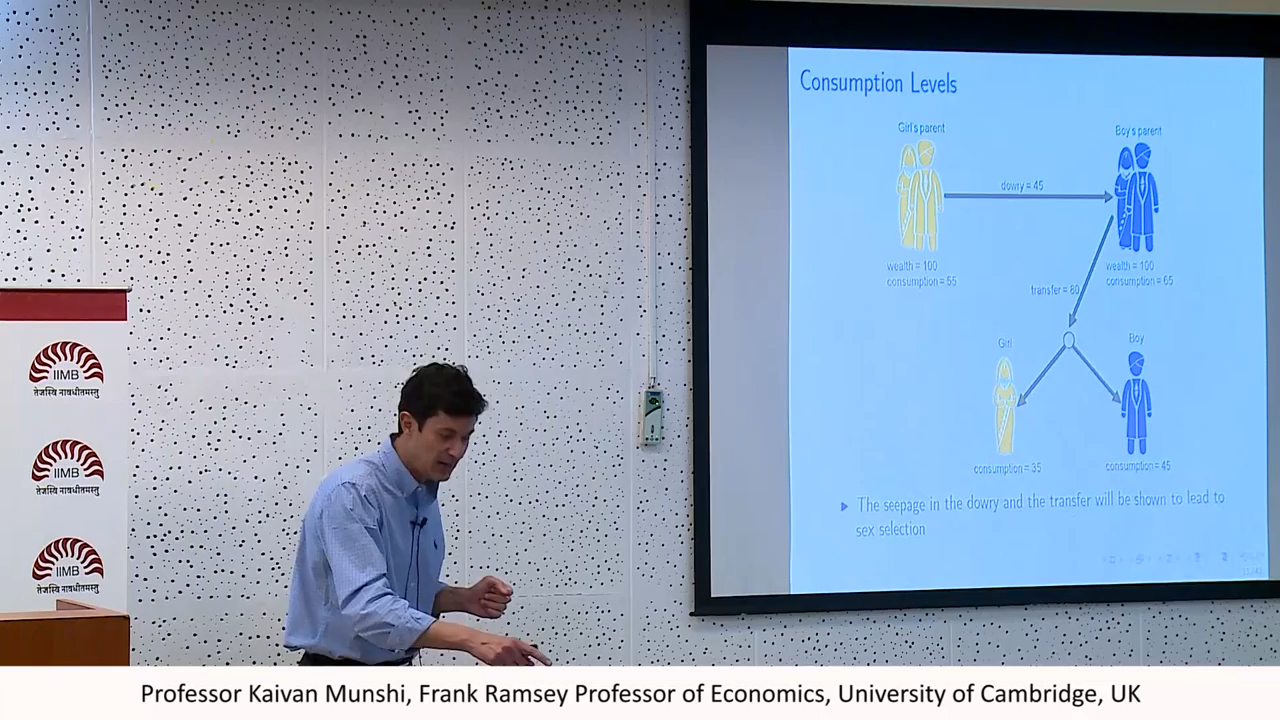 Consumption Levels
Girl's parent
Boy's parent
dowry = 45
wealth = 100
consumption = 55
wealth = 100
consumption = 65
transfer = 80
Girl
Boy
consumption = 35
consumption = 45
The seepage in the dowry and the transfer will be shown to lead to
sex selection
IIMB
तेजस्वि नावधीतमस्तु
IIMB
तेजस्वि नावधीतमस्तु
IIMB
तेजस्वि नावधीतमस्तु
Professor Kaivan Munshi, Frank Ramsey Professor of Economics, University of Cambridge, UK